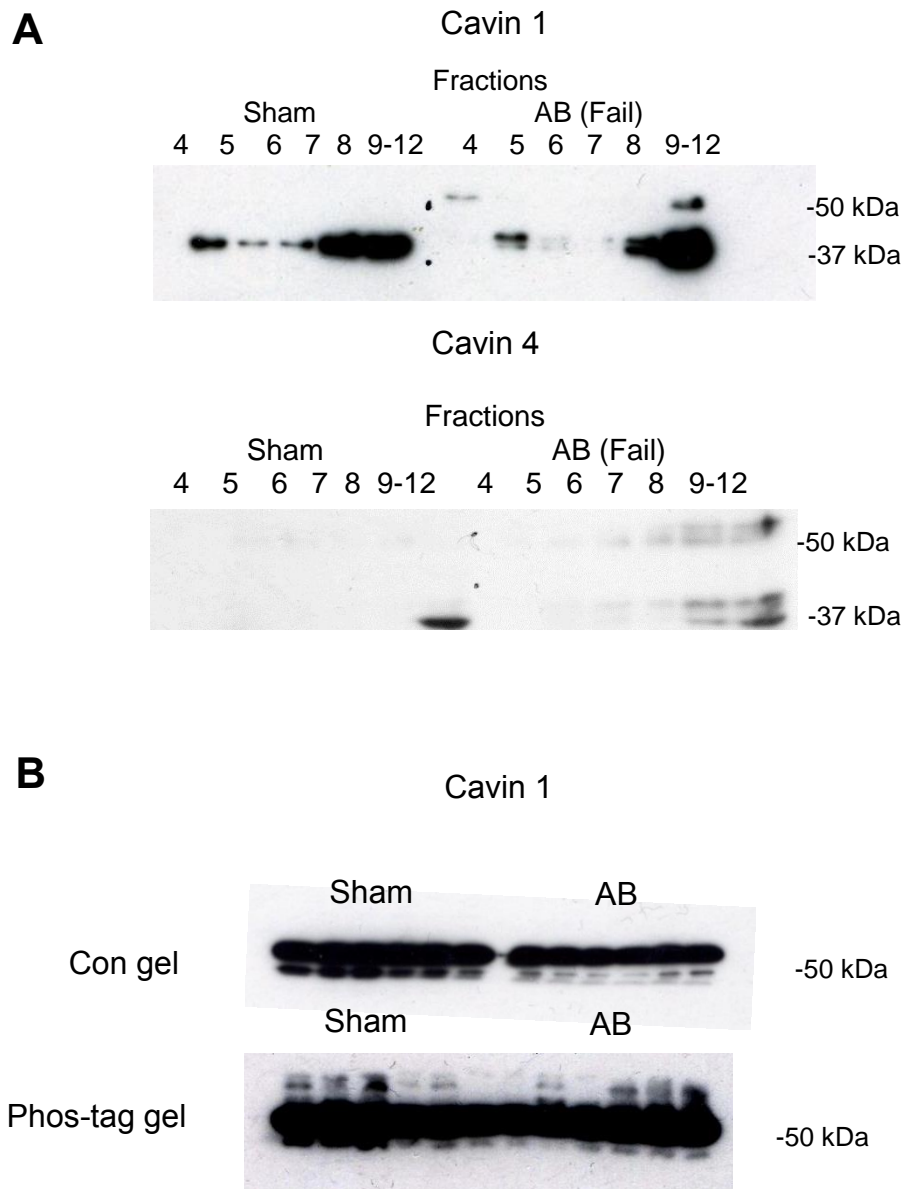 A
Cavin 1
Fractions
Sham AB (Fail)
4 5 6 7 8 9-12 4 5 6 7 8 9-12
-50 kDa
-37 kDa
Cavin 4
Fractions
Sham AB (Fail)
4 5 6 7 8 9-12 4 5 6 7 8 9-12
-50 kDa
-37 kDa
B
Cavin 1
Sham AB
Con gel -50 kDa
Sham AB
Phos-tag gel -50 kDa